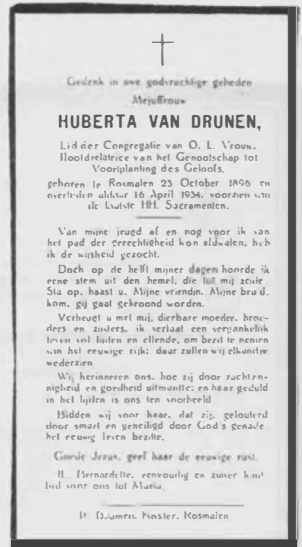 Gedenk in uwe godvruchtige gebeden
Mejuffrouw
HUBERTA VAN DRUNEN,
Lid der Congregatie van O. L. Vrouw,
Hoofdzelatrice van het Genootschap tot
Voortplanting des Geloofs,
geboren te Rosmalen 23 October 1896 en
overleden aldaar 16 April 1934, voorzien van
de laatste HH. Sacramenten.
Van mijne jeugd af en nog voor ik van
het pad der gerechtigheid kon afdwalen, heb
ik de wijsheid gezocht.
Doch op de helft mijner dagen hoorde ik
eene stem uit den hemel, die tot mij zeide:
Sta op, haast u, Mijne vriendin, Mijne bruid,
kom, gij gaat gekroond worden.
Verheugt u met mij, dierbare moeder, broe-
ders en zusters, ik verlaat een vergankelijk
leven vol lijden en ellende, om bezit te nemen
van het eeuwige rijk; daar zullen wij elkander
wederzien.
Wij herinneren ons, hoe zij door zachtzin-
nigheid en goedheid uitmuntte; en haar geduld
in het lijden is ons ten voorbeeld.
Bidden wij voor haar, dat zij, gelouterd
door smart en geheiligd door God's genade,
het eeuwig leven bezitte.
Goede Jezus, geef haar de eeuwige rust.
H. Bernardette, eenvoudig en zuiver kind
bid voor ons tot Maria.
Koster, Rosmalen